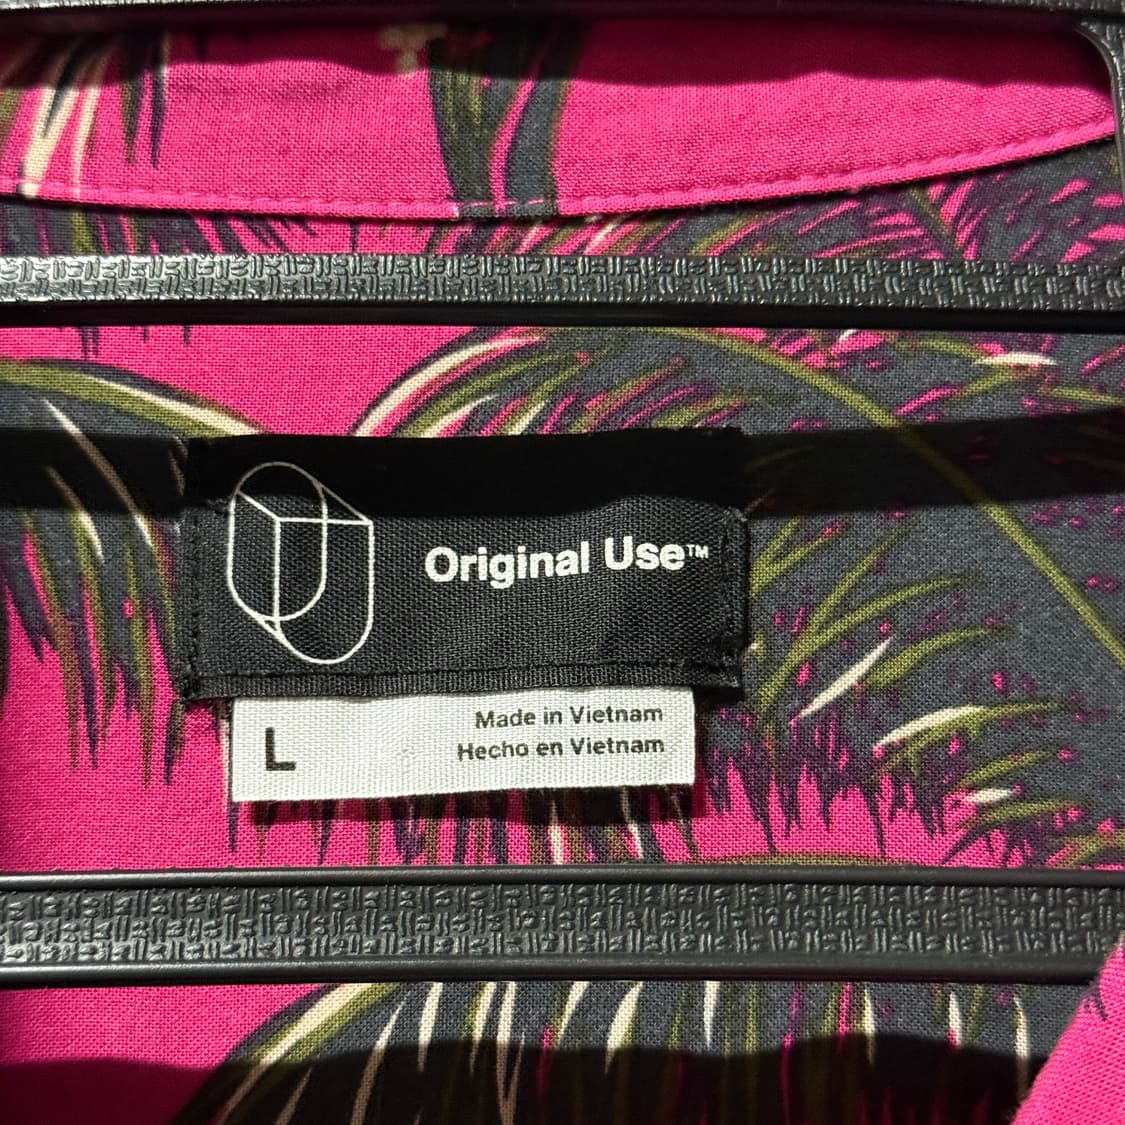 Original Use™
L
Made in Vietnam
Hecho en Vietnam